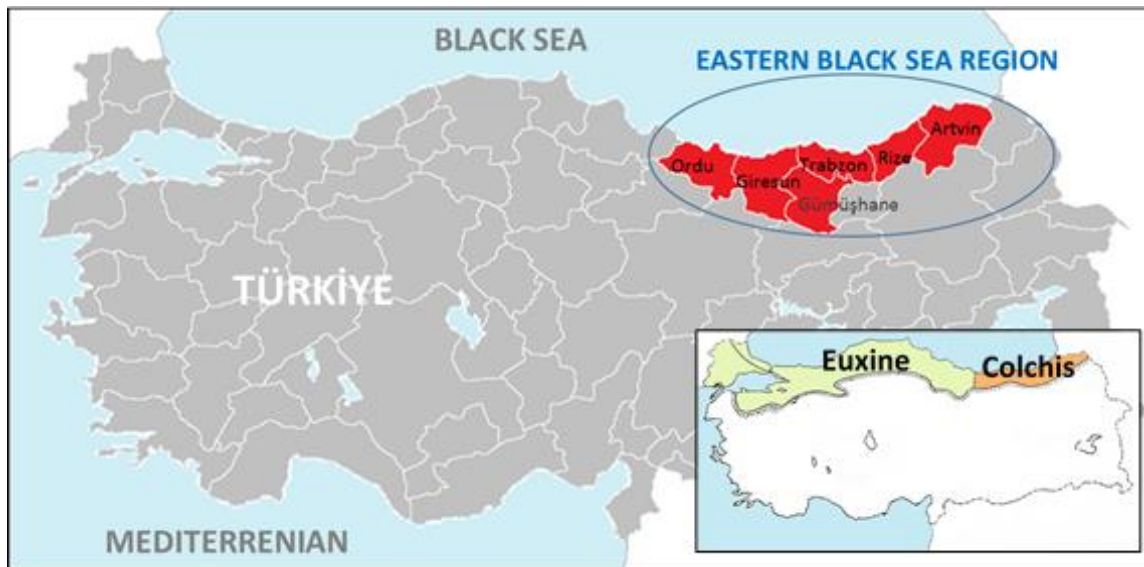 BLACK SEA
EASTERN BLACK SEA REGION
Artvin
Rize
Trabzon
Ordu
Giresun
Gümüşhane
TÜRKİYE
Euxine
Colchis
MEDITERRENIAN